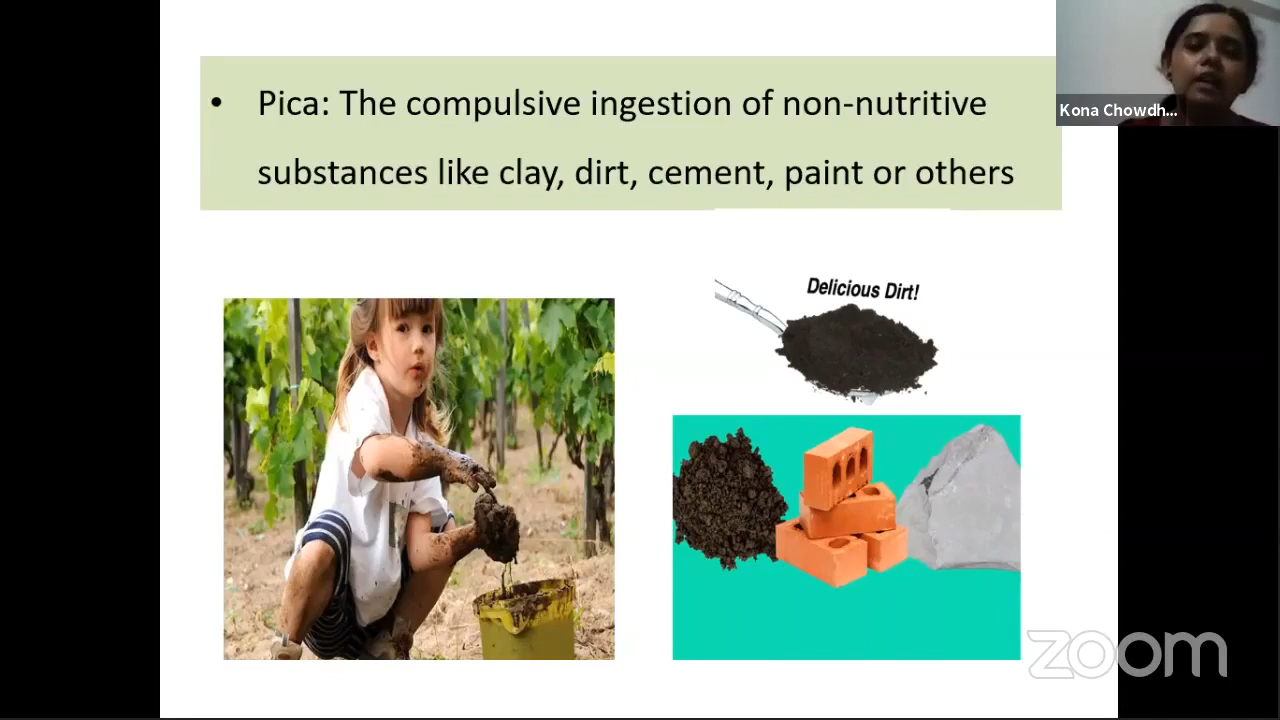 • Pica: The compulsive ingestion of non-nutritive
substances like clay, dirt, cement, paint or others
Kona Chowdh...
Delicious Dirt!
zoom